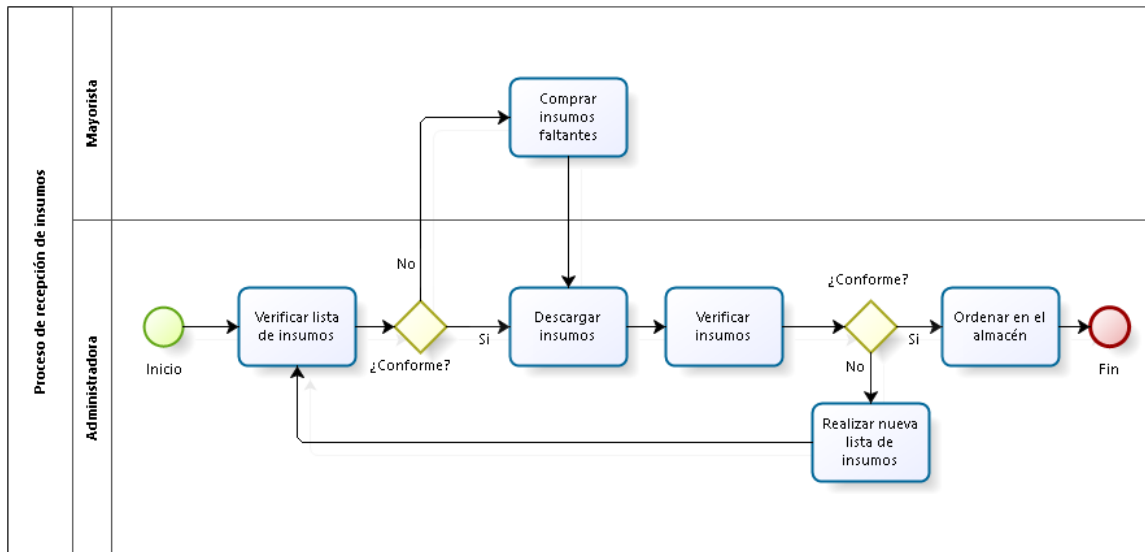 Proceso de recepción de insumos
Mayorista
Comprar
insumos
faltantes
Administradora
Inicio
Verificar lista
de insumos
¿Conforme?
No
Si
Descargar
insumos
Verificar
insumos
¿Conforme?
Si
No
Ordenar en el
almacén
Fin
Realizar nueva
lista de
insumos